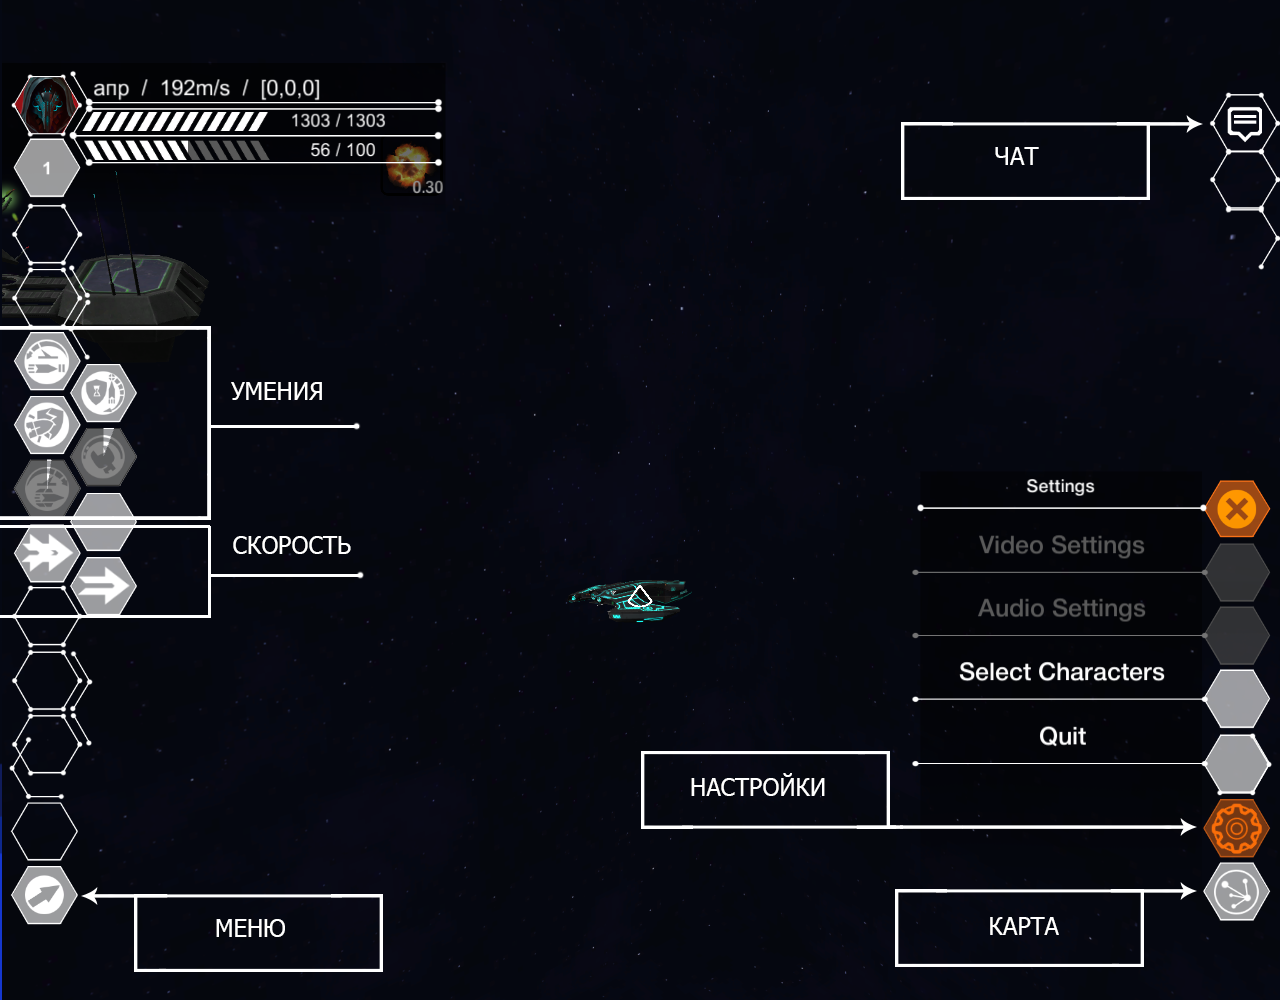 апр / 192m/s / [0,0,0]
1303 / 1303
56 / 100
0.30
1
ЧАТ
УМЕНИЯ
СКОРОСТЬ
Settings
Video Settings
Audio Settings
Select Characters
Quit
НАСТРОЙКИ
МЕНЮ
КАРТА